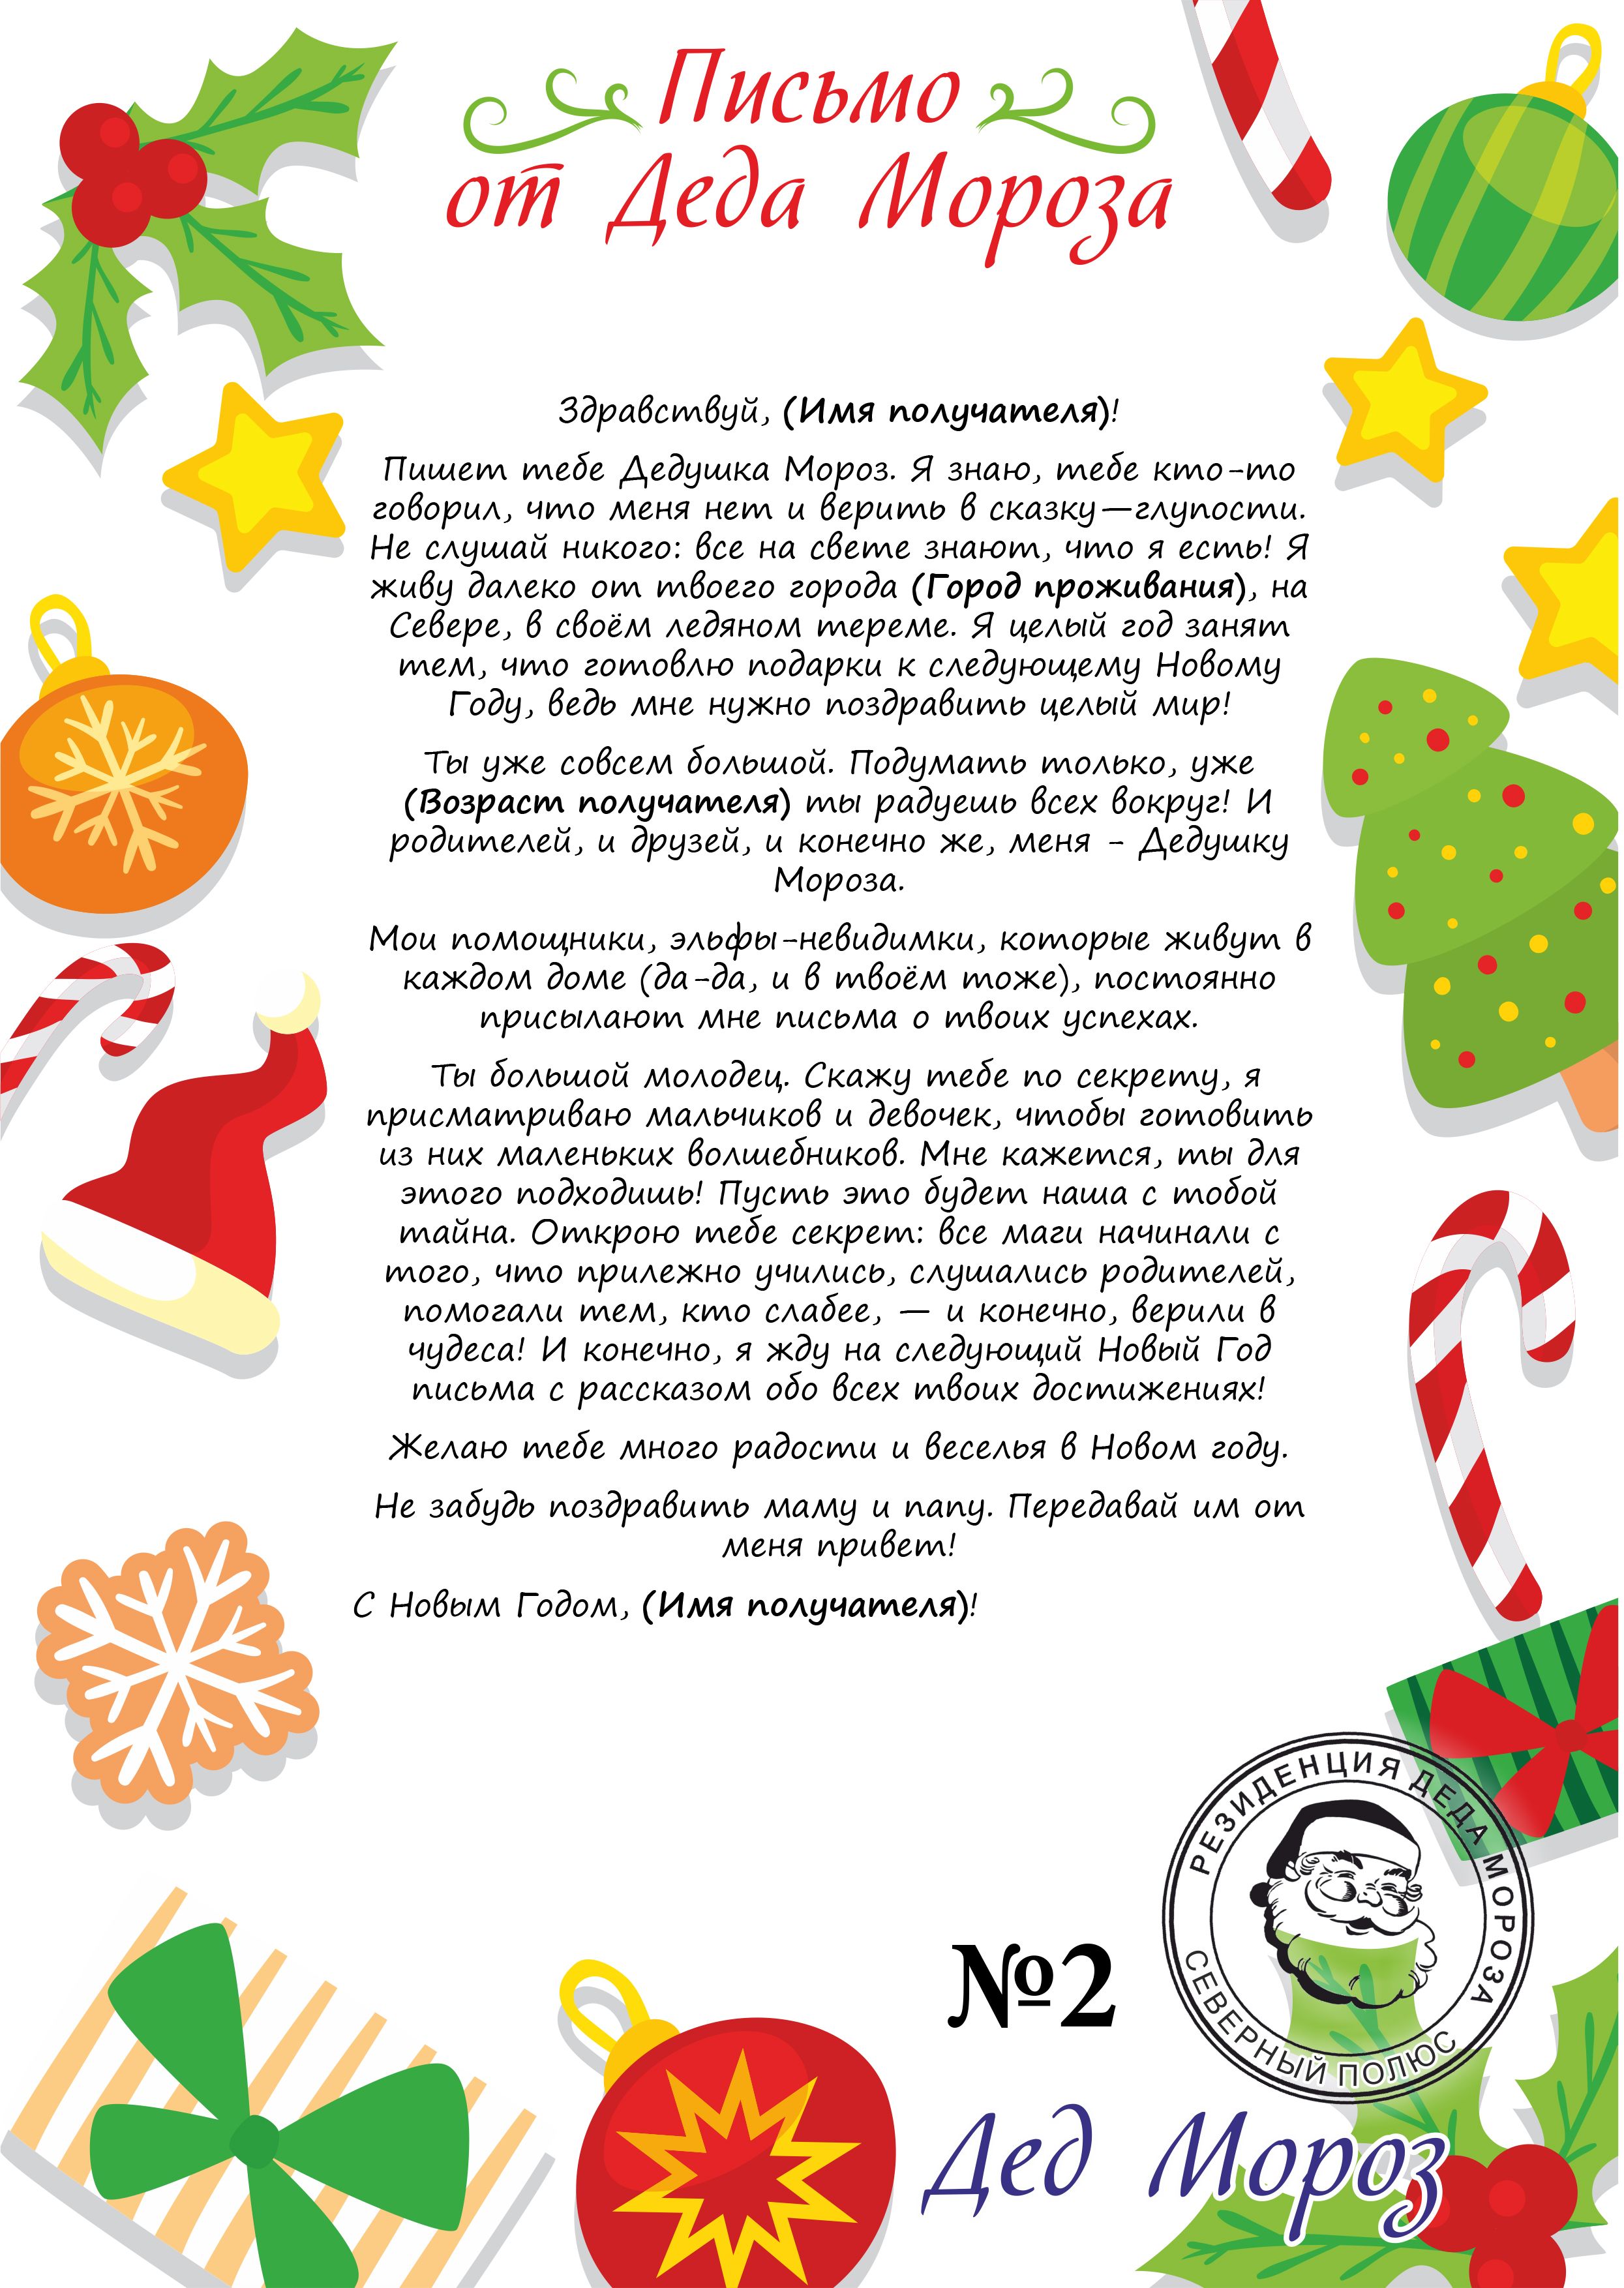 Письмо
от Деда Мороза
Здравствуй, (Имя получателя)!
Пишет тебе Дедушка Мороз. Я знаю, тебе кто-то
говорил, что меня нет и верить в сказку—глупости.
Не слушай никого: все на свете знают, что я есть! Я
живу далеко от твоего города (Город проживания), на
Севере, в своём ледяном тереме. Я целый год занят
тем, что готовлю подарки к следующему Новому
Году, ведь мне нужно поздравить целый мир!
Ты уже совсем большой. Подумать только, уже
(Возраст получателя) ты радуешь всех вокруг! И
родителей, и друзей, и конечно же, меня - Дедушку
Мороза.
Мои помощники, эльфы-невидимки, которые живут в
каждом доме (да-да, и в твоём тоже), постоянно
присылают мне письма о твоих успехах.
Ты большой молодец. Скажу тебе по секрету, я
присматриваю мальчиков и девочек, чтобы готовить
из них маленьких волшебников. Мне кажется, ты для
этого подходишь! Пусть это будет наша с тобой
тайна. Открою тебе секрет: все маги начинали с
того, что прилежно учились, слушались родителей,
помогали тем, кто слабее, — и конечно, верили в
чудеса! И конечно, я жду на следующий Новый Год
письма с рассказом обо всех твоих достижениях!
Желаю тебе много радости и веселья в Новом году.
Не забудь поздравить маму и папу. Передавай им от
меня привет!
С Новым Годом, (Имя получателя)!
РЕЗИДЕНЦИЯ ДЕДА МОРОЗА
СЕВЕРНЫЙ ПОЛЮС
№2
Дед Мороз